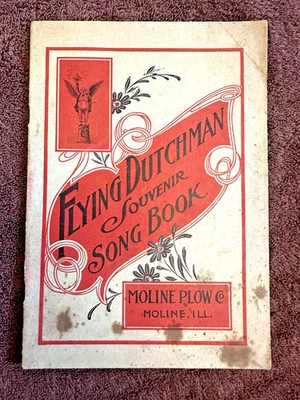 FLYING DUTCHMAN
SOUVENIR
SONG BOOK
MOLINE PLOW Co
MOLINE, ILL.